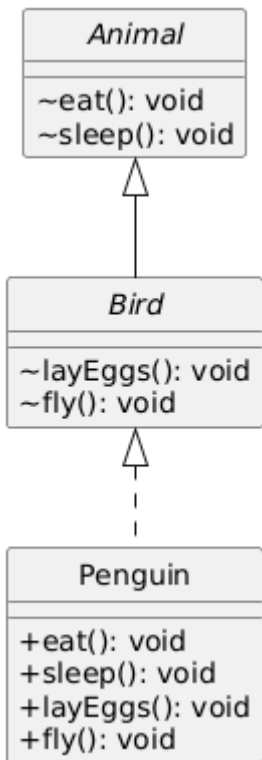 Animal
~eat(): void
~sleep(): void
Bird
~layEggs(): void
~fly(): void
Penguin
+eat(): void
+sleep(): void
+layEggs(): void
+fly(): void